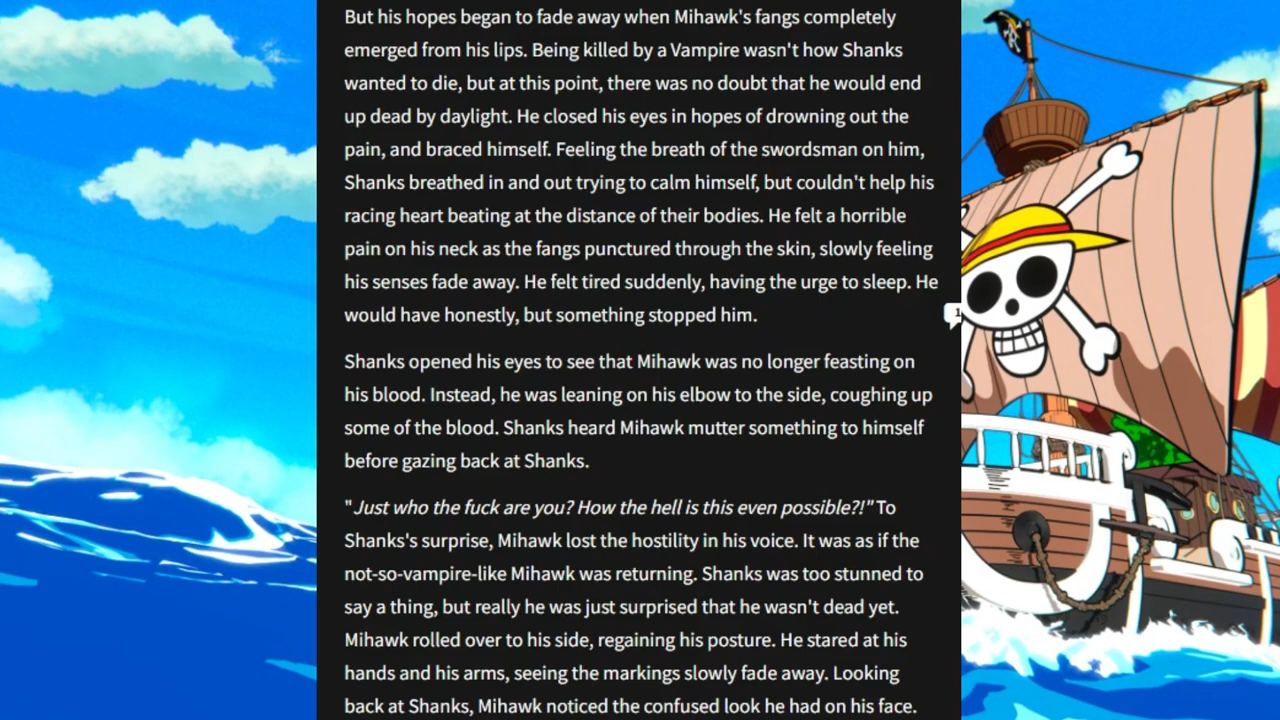 But his hopes began to fade away when Mihawk's fangs completely
emerged from his lips. Being killed by a Vampire wasn't how Shanks
wanted to die, but at this point, there was no doubt that he would end
up dead by daylight. He closed his eyes in hopes of drowning out the
pain, and braced himself. Feeling the breath of the swordsman on him,
Shanks breathed in and out trying to calm himself, but couldn't help his
racing heart beating at the distance of their bodies. He felt a horrible
pain on his neck as the fangs punctured through the skin, slowly feeling
his senses fade away. He felt tired suddenly, having the urge to sleep. He
would have honestly, but something stopped him.
1
Shanks opened his eyes to see that Mihawk was no longer feasting on
his blood. Instead, he was leaning on his elbow to the side, coughing up
some of the blood. Shanks heard Mihawk mutter something to himself
before gazing back at Shanks.
"Just who the fuck are you? How the hell is this even possible?!" To
Shanks's surprise, Mihawk lost the hostility in his voice. It was as if the
not-so-vampire-like Mihawk was returning. Shanks was too stunned to
say a thing, but really he was just surprised that he wasn't dead yet.
Mihawk rolled over to his side, regaining his posture. He stared at his
hands and his arms, seeing the markings slowly fade away. Looking
back at Shanks, Mihawk noticed the confused look he had on his face.